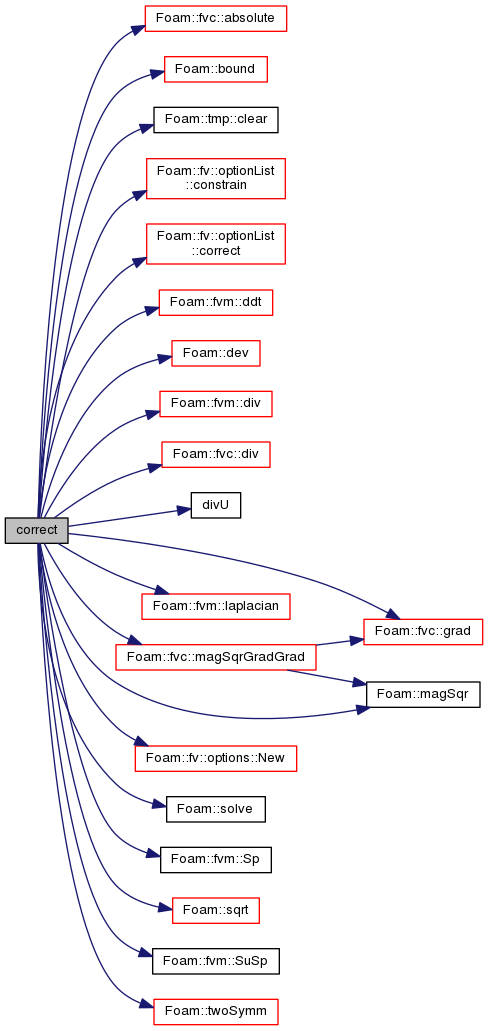 Foam::fvc::absolute
Foam::bound
Foam::tmp::clear
Foam::fv::optionList
::constrain
Foam::fv::optionList
::correct
Foam::fvm::ddt
Foam::dev
Foam::fvm::div
Foam::fvc::div
divU
correct
Foam::fvm::laplacian
Foam::fvc::grad
Foam::fvc::magSqrGradGrad
Foam::magSqr
Foam::fv::options::New
Foam::solve
Foam::fvm::Sp
Foam::sqrt
Foam::fvm::SuSp
Foam::twoSymm